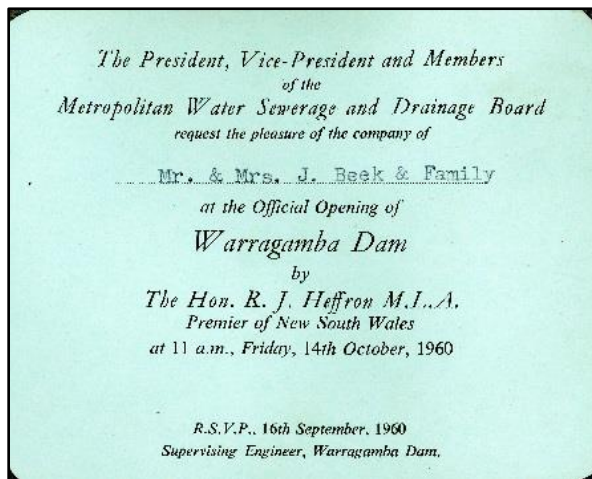 The President, Vice-President and Members
of the
Metropolitan Water Sewerage and Drainage Board
request the pleasure of the company of
Mr. & Mrs. J. Beek & Family
at the Official Opening of
Warragamba Dam
by
The Hon. R. J. Heffron M.L.A.
Premier of New South Wales
at 11 a.m., Friday, 14th October, 1960
R.S.V.P., 16th September, 1960
Supervising Engineer, Warragamba Dam.